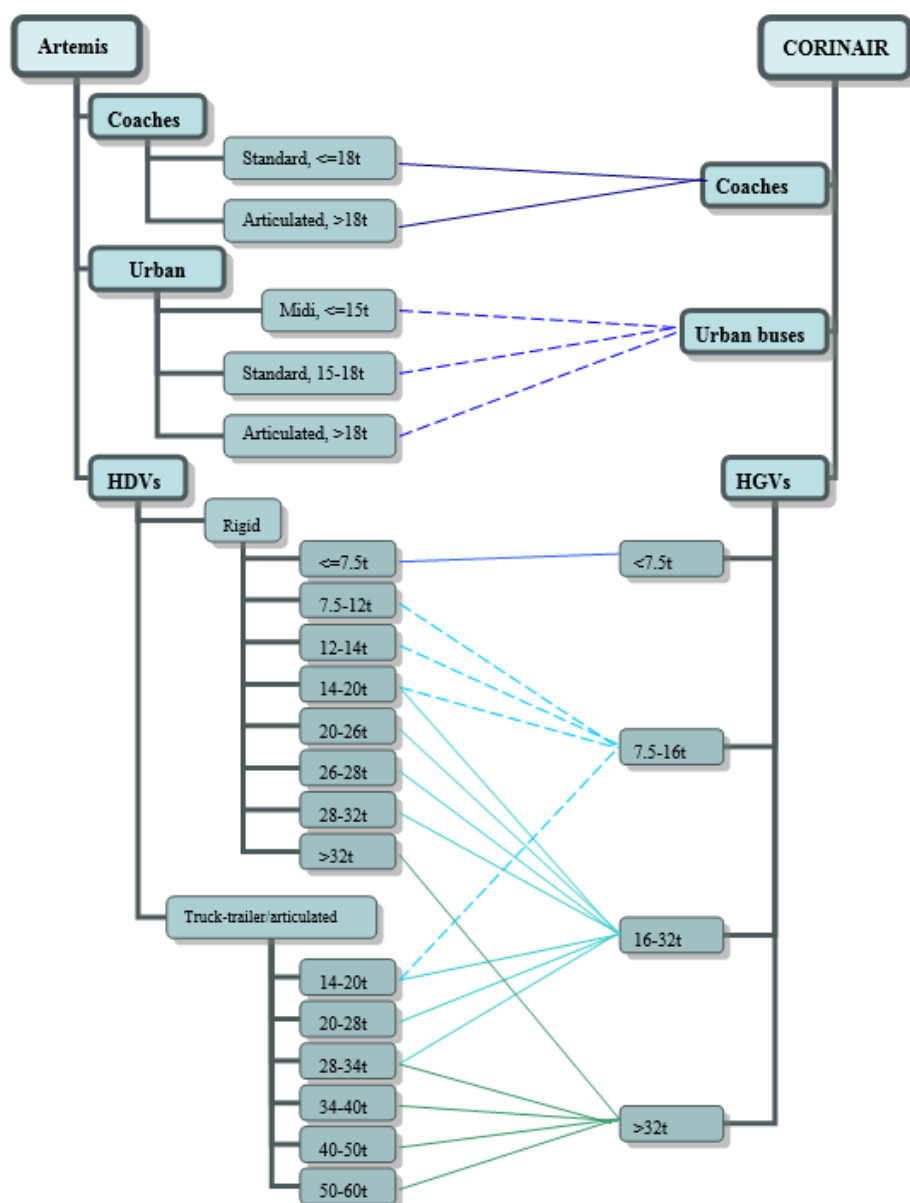 Artemis
CORINAIR
Coaches
Standard, <=18t
Coaches
Articulated, >18t
Urban
Midi, <=15t
Urban buses
Standard, 15-18t
Articulated, >18t
HDVs
HGVs
Rigid
<=7.5t
<7.5t
7.5-12t
12-14t
14-20t
20-26t
7.5-16t
26-28t
28-32t
>32t
Truck-trailer/articulated
16-32t
14-20t
20-28t
28-34t
34-40t
>32t
40-50t
50-60t